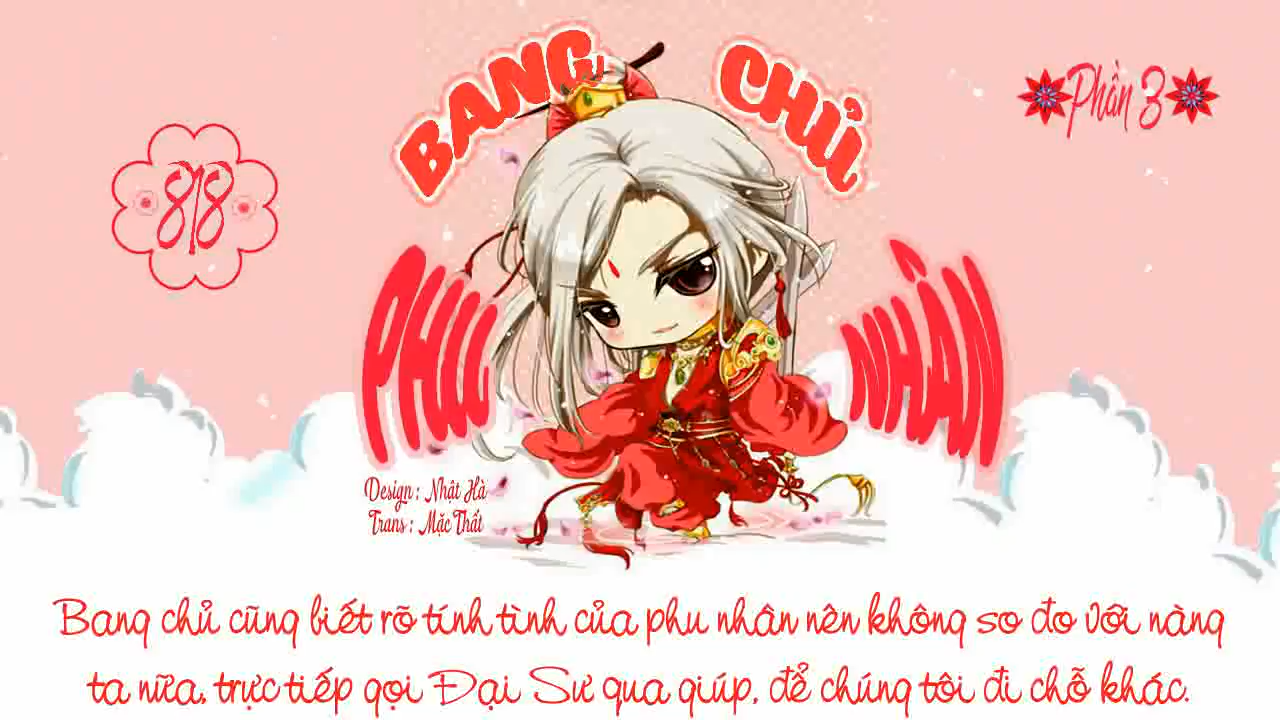 BANG CHỦ
Phần 3
818
PHU NHÂN
Design : Nhật Hà
Trans : Mặc Thất
Bang chủ cũng biết rõ tính tình của phu nhân nên không so đo với nàng
ta nữa, trực tiếp gọi Đại Sư qua giúp, để chúng tôi đi chỗ khác.